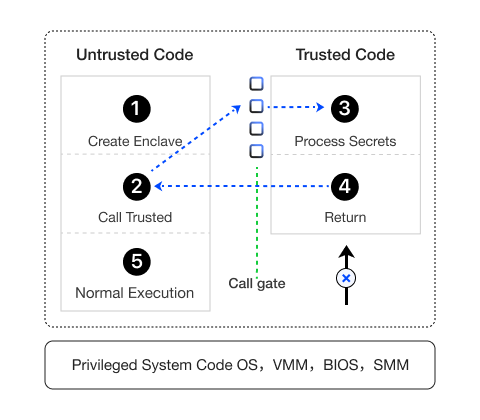 Untrusted Code
Trusted Code
1
Create Enclave
2
Call Trusted
5
Normal Execution
3
Process Secrets
4
Return
Call gate
Privileged System Code OS，VMM，BIOS，SMM